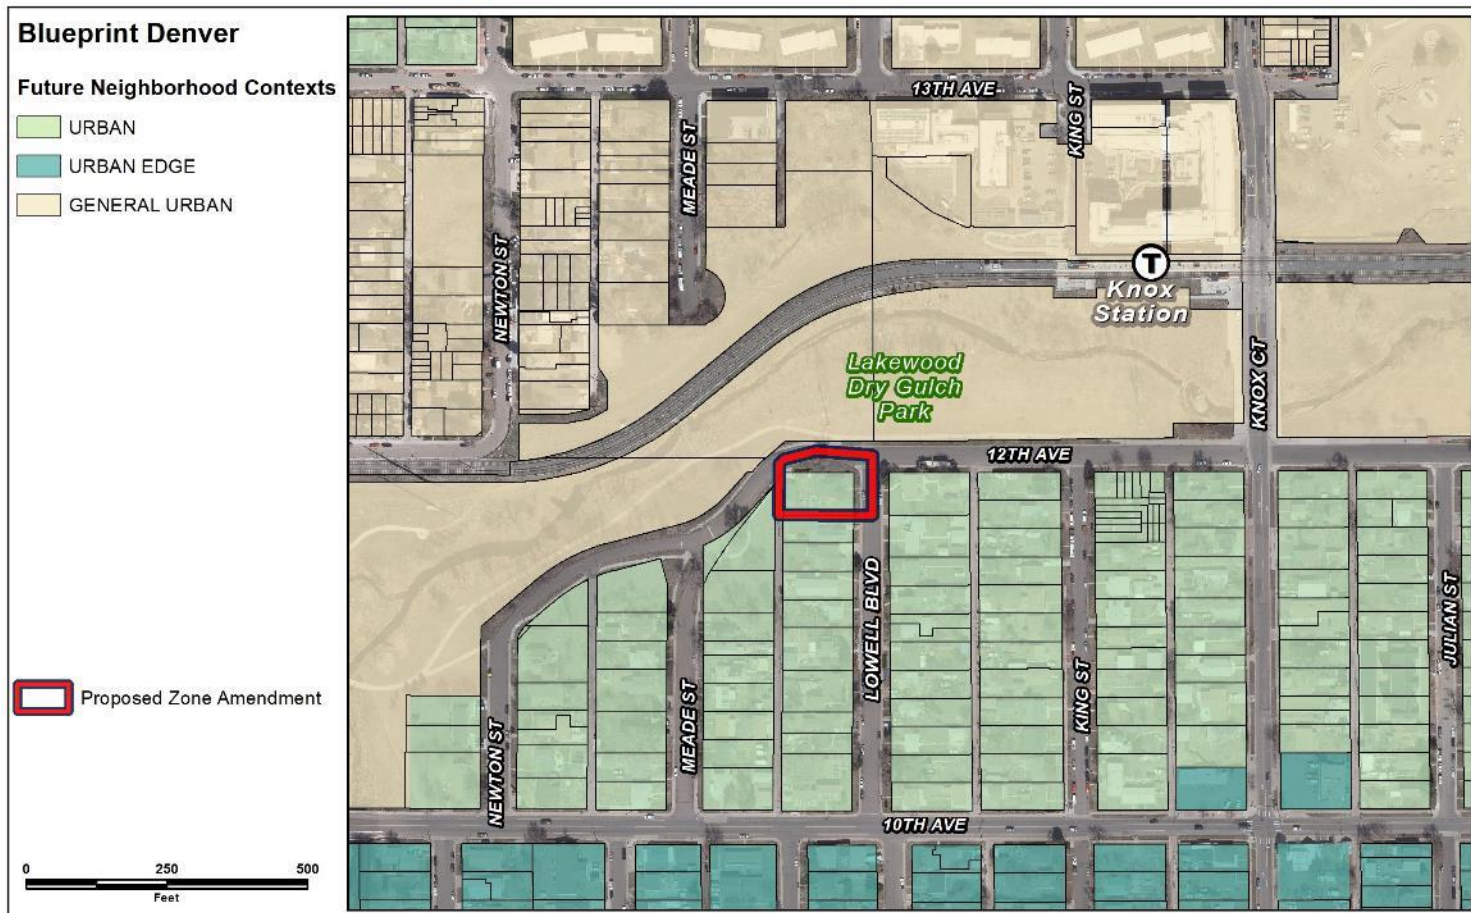 Blueprint Denver
Future Neighborhood Contexts
URBAN
URBAN EDGE
GENERAL URBAN
Proposed Zone Amendment
0 250 500
Feet
13TH AVE
KING ST
MEADE ST
NEWTON ST
T
Knox
Station
KNOX CT
Lakewood
Dry Gulch
Park
12TH AVE
LOWELL BLVD
JULIAN ST
KING ST
MEADE ST
NEWTON ST
10TH AVE